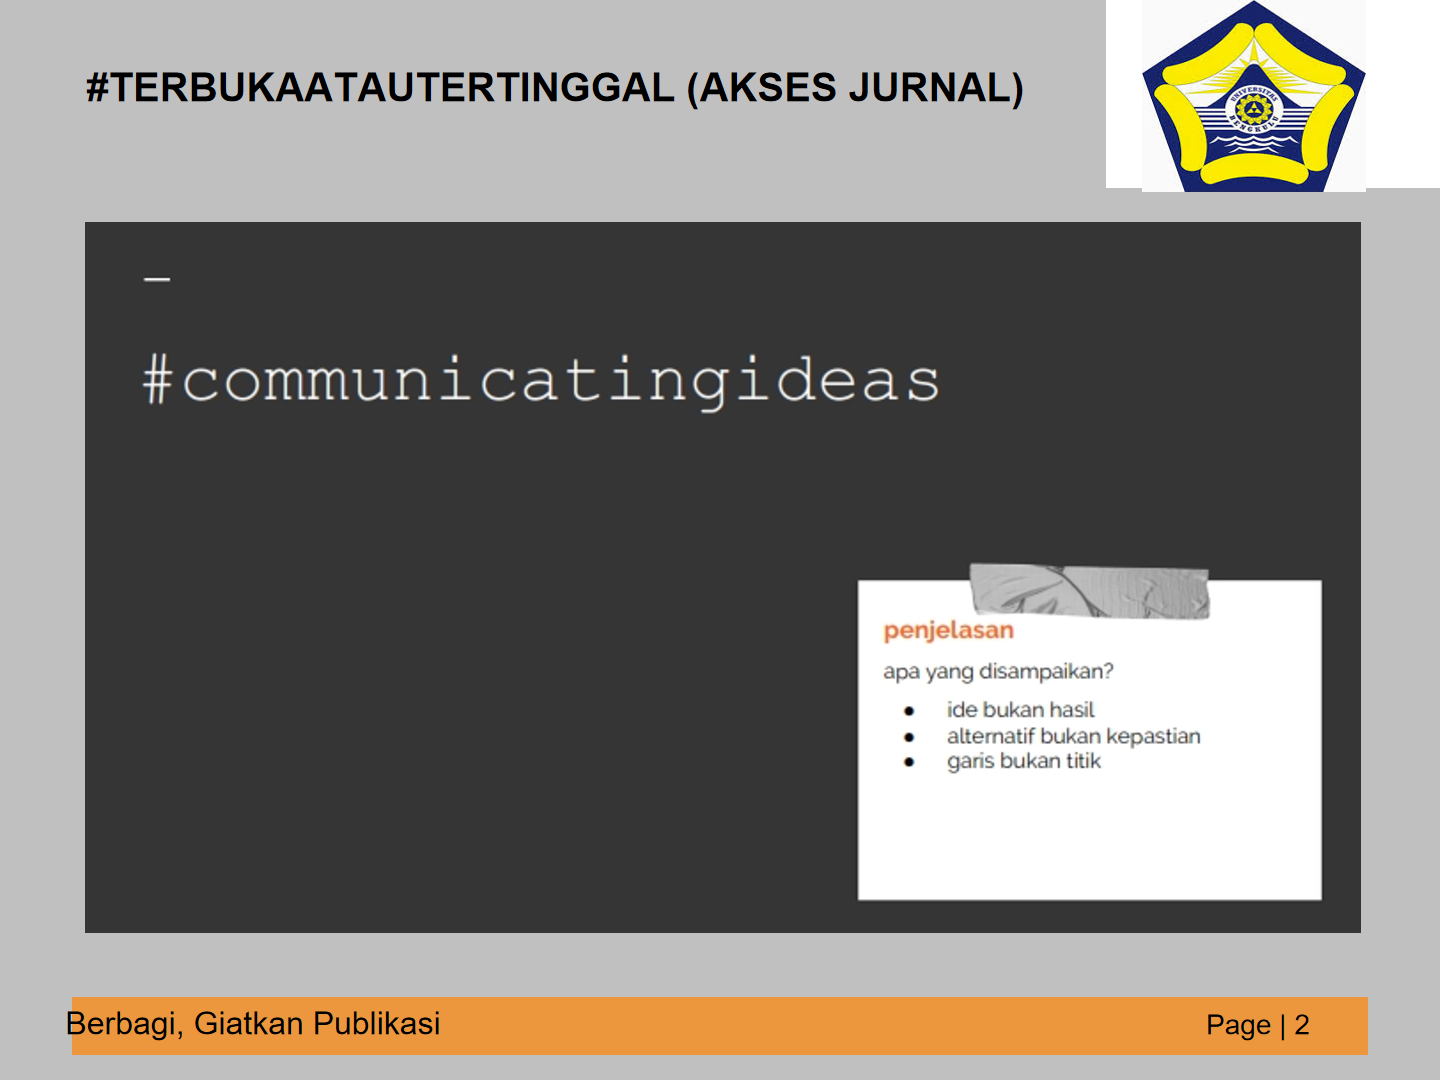 #TERBUKAATAUTERTINGGAL (AKSES JURNAL)
UNIVERSITAS
BENGKULU
–
#communicatingideas
penjelasan
apa yang disampaikan?
● ide bukan hasil
● alternatif bukan kepastian
● garis bukan titik
Berbagi, Giatkan Publikasi
Page | 2